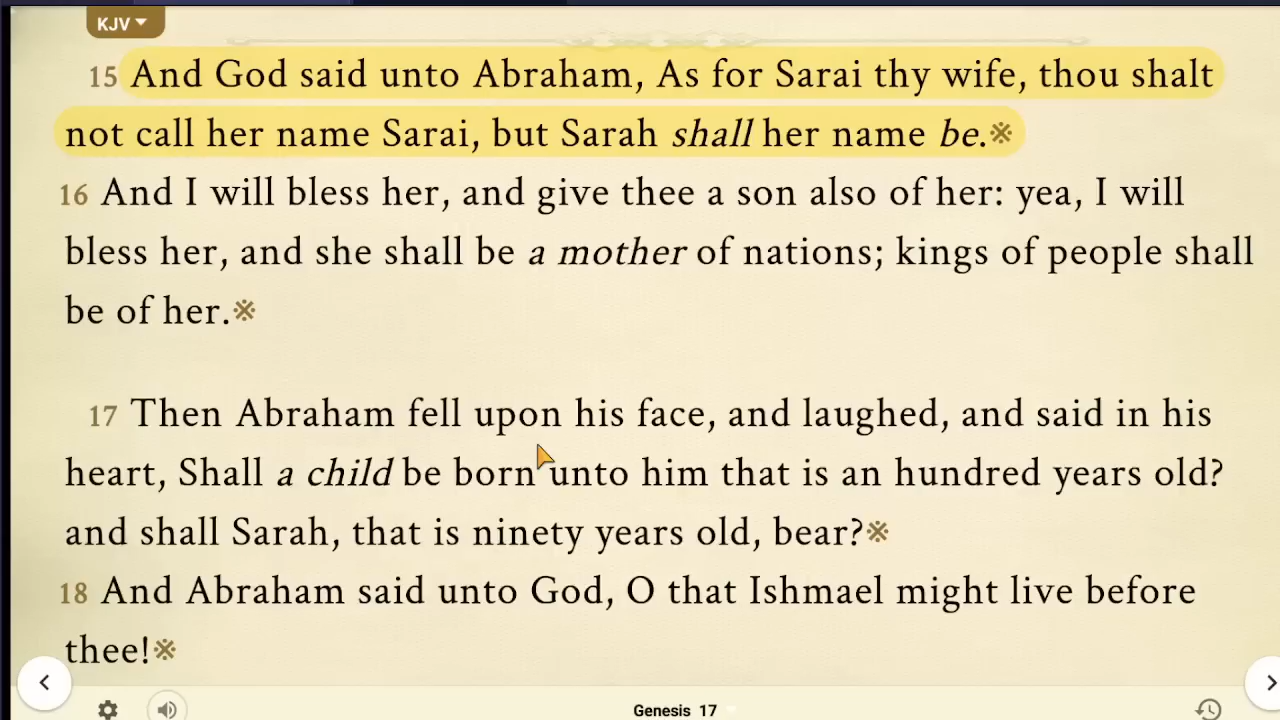 KJV
15 And God said unto Abraham, As for Sarai thy wife, thou shalt
not call her name Sarai, but Sarah shall her name be.※
16 And I will bless her, and give thee a son also of her: yea, I will
bless her, and she shall be a mother of nations; kings of people shall
be of her.※
17 Then Abraham fell upon his face, and laughed, and said in his
heart, Shall a child be born unto him that is an hundred years old?
and shall Sarah, that is ninety years old, bear?※
18 And Abraham said unto God, O that Ishmael might live before
thee!※
Genesis 17